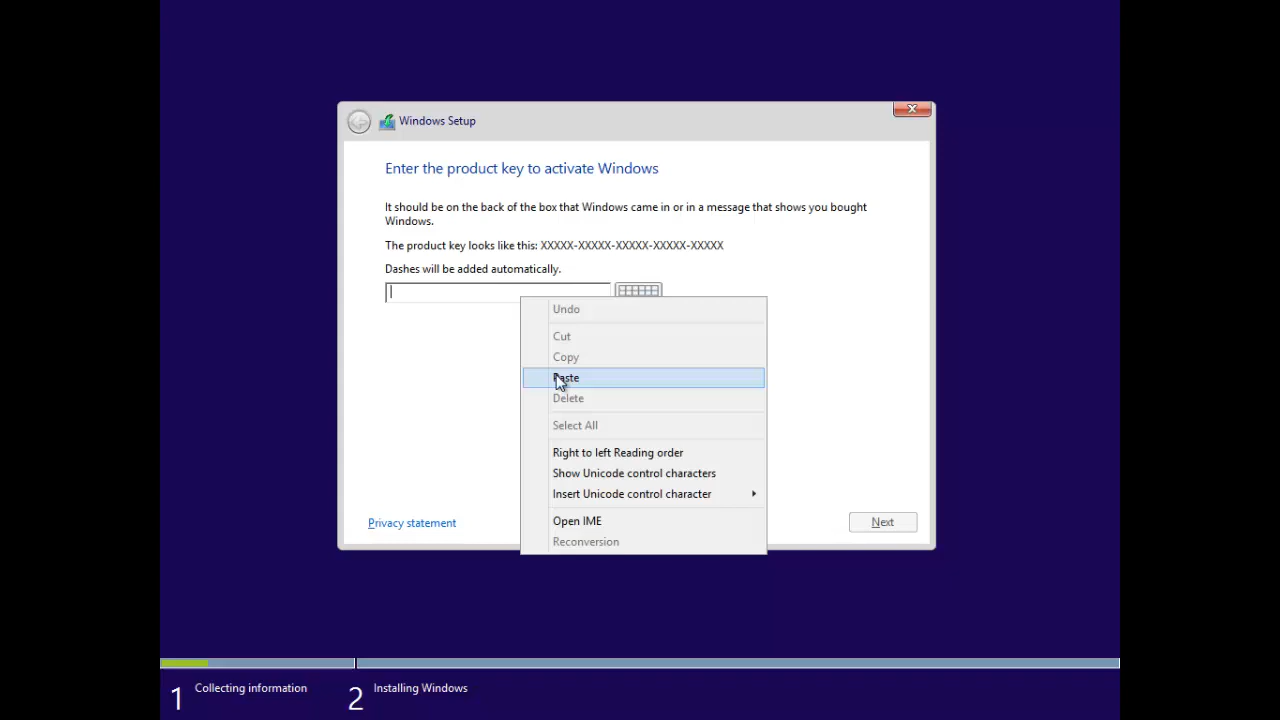 Windows Setup
Enter the product key to activate Windows
It should be on the back of the box that Windows came in or in a message that shows you bought
Windows.
The product key looks like this: XXXXX-XXXXX-XXXXX-XXXXX-XXXXX
Dashes will be added automatically.
Undo
Cut
Copy
Paste
Delete
Select All
Right to left Reading order
Show Unicode control characters
Insert Unicode control character
Open IME
Reconversion
Privacy statement
Next
1 Collecting information
2 Installing Windows